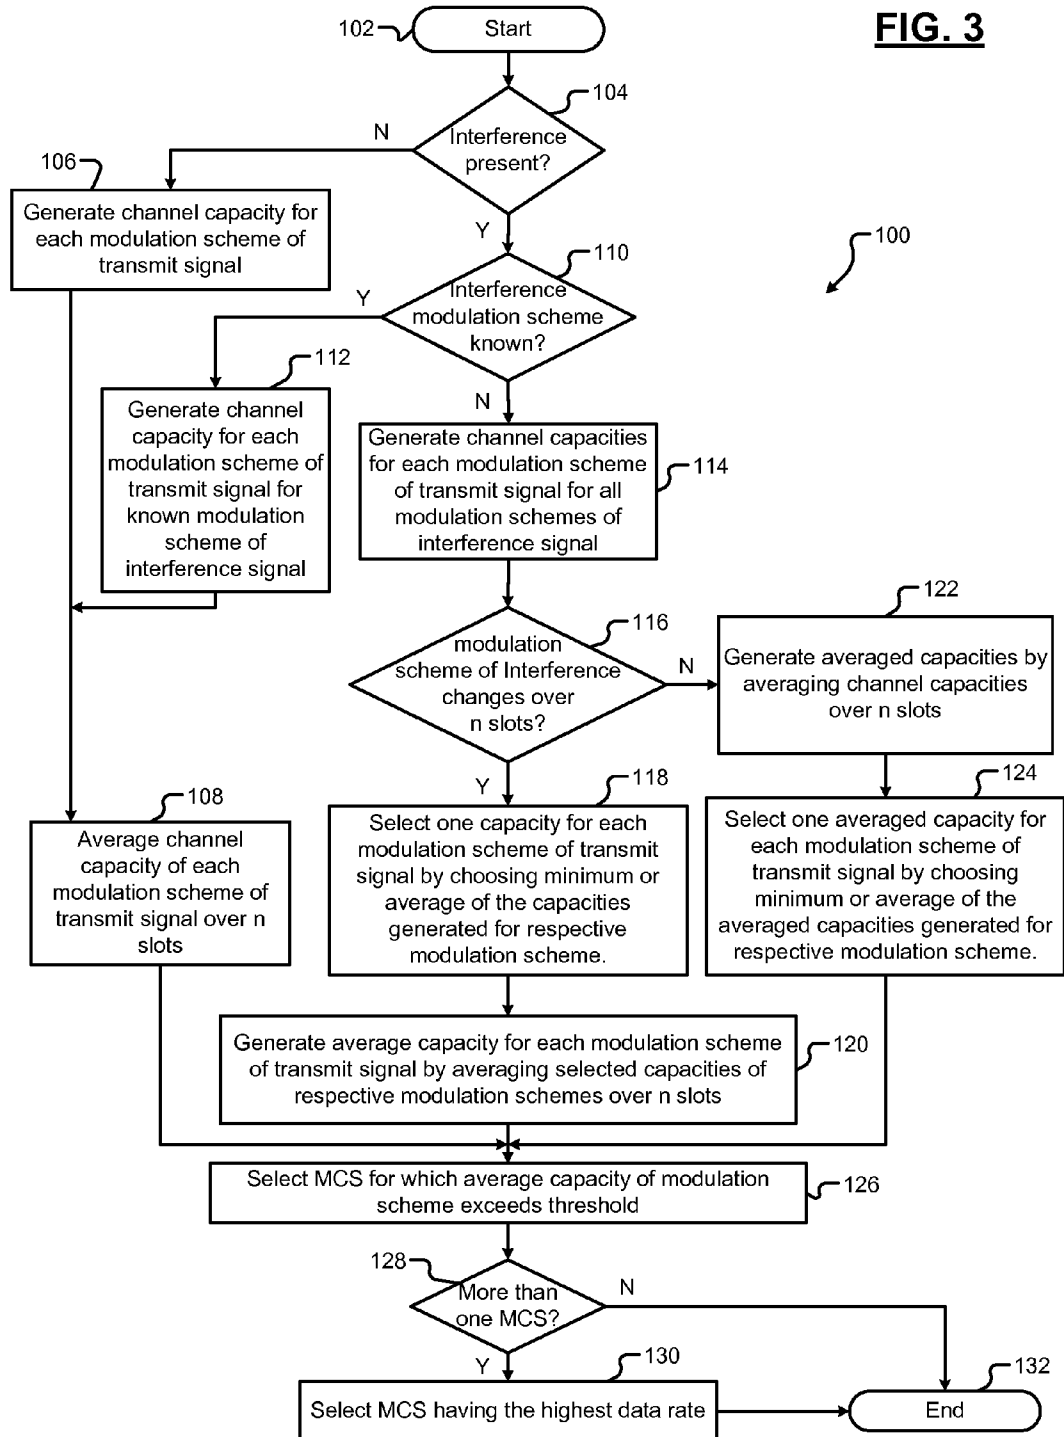 FIG. 3
102
Start
104
N
Interference
present?
106
Generate channel capacity for
each modulation scheme of
transmit signal
Y
100
110
Y
Interference
modulation scheme
known?
112
N
Generate channel
capacity for each
modulation scheme of
transmit signal for
known modulation
scheme of
interference signal
Generate channel capacities
for each modulation scheme
of transmit signal for all
modulation schemes of
interference signal
114
116
modulation
scheme of Interference
changes over
n slots?
N
122
Generate averaged capacities by
averaging channel capacities
over n slots
Y
108
Average channel
capacity of each
modulation scheme of
transmit signal over n
slots
118
Select one capacity for each
modulation scheme of transmit
signal by choosing minimum or
average of the capacities
generated for respective
modulation scheme.
124
Select one averaged capacity for
each modulation scheme of
transmit signal by choosing
minimum or average of the
averaged capacities generated for
respective modulation scheme.
Generate average capacity for each modulation scheme
of transmit signal by averaging selected capacities of
respective modulation schemes over n slots
120
Select MCS for which average capacity of modulation
scheme exceeds threshold
126
128
More than
one MCS?
N
Y
130
Select MCS having the highest data rate
132
End